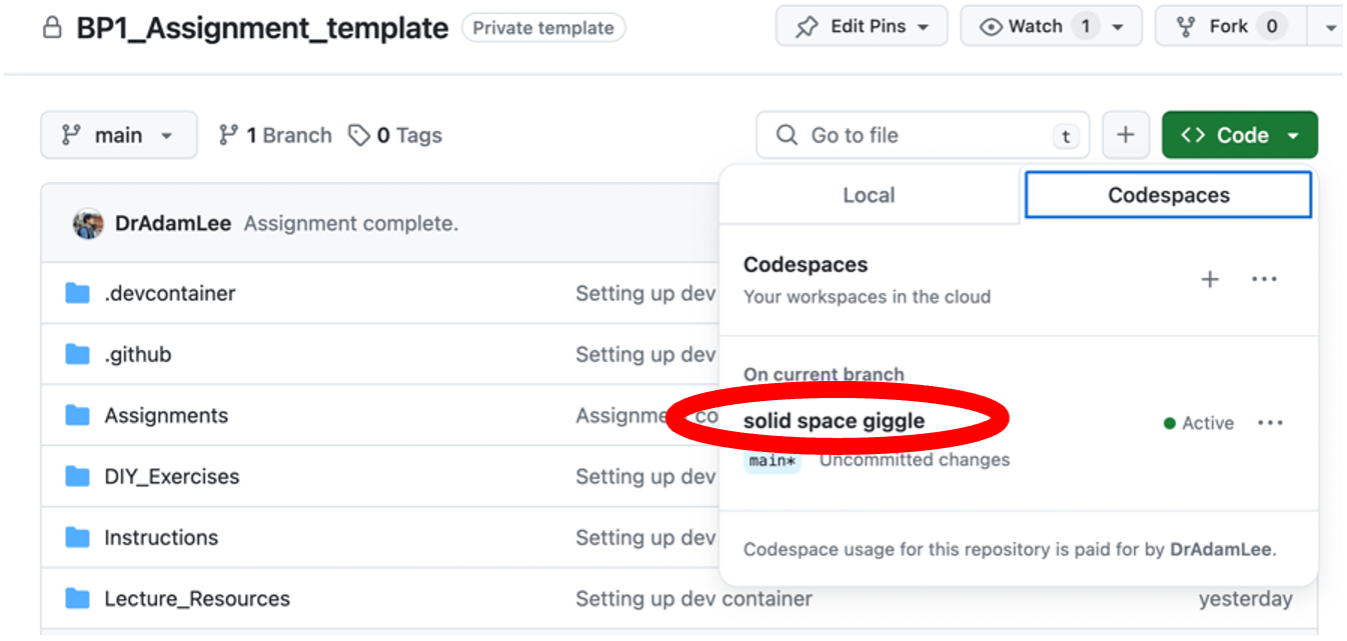 BP1_Assignment_template Private template Edit Pins Watch 1 Fork 0
main 1 Branch 0 Tags Go to file t + Code
Local Codespaces
DrAdamLee Assignment complete.
Codespaces
Your workspaces in the cloud
.devcontainer Setting up dev
.github Setting up dev
On current branch
Assignments
solid space giggle Active
main* Uncommitted changes
DIY_Exercises Setting up dev
Instructions Setting up dev
Codespace usage for this repository is paid for by DrAdamLee.
Lecture_Resources Setting up dev container yesterday